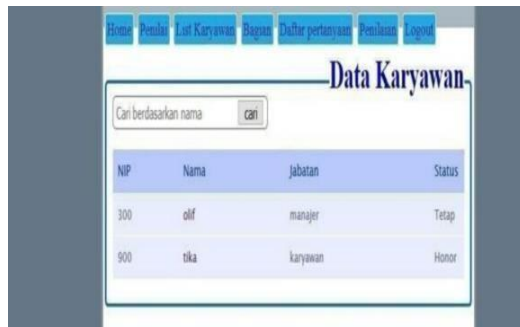 Home Penilai List Karyawan Bagian Daftar pertanyaan Penilaian Logout
Data Karyawan
Cari berdasarkan nama cari
NIP Nama Jabatan Status
300 olif manajer Tetap
900 tika karyawan Honor